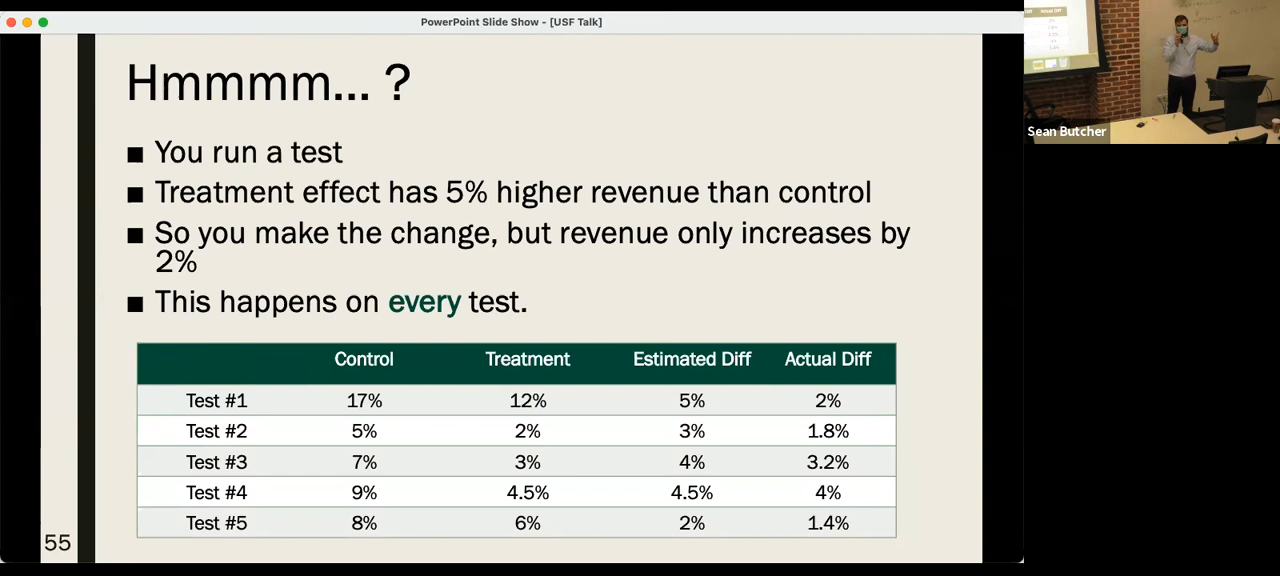 PowerPoint Slide Show - [USF Talk]
Hmmmm... ?
■ You run a test
■ Treatment effect has 5% higher revenue than control
■ So you make the change, but revenue only increases by
2%
■ This happens on every test.
Control Treatment Estimated Diff Actual Diff
Test #1 17% 12% 5% 2%
Test #2 5% 2% 3% 1.8%
Test #3 7% 3% 4% 3.2%
Test #4 9% 4.5% 4.5% 4%
Test #5 8% 6% 2% 1.4%
55
Actual Diff
Sean Butcher